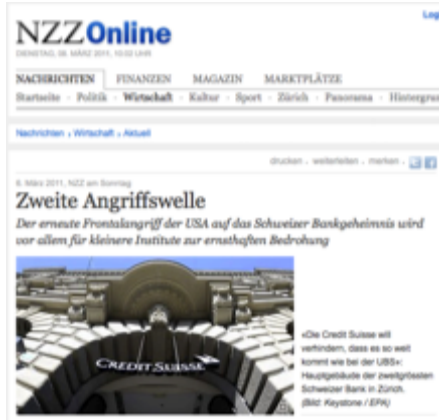 Log
NZZOnline
DIENSTAG, 08. MÄRZ 2011, 10:02 UHR
NACHRICHTEN FINANZEN MAGAZIN MARKTPLÄTZE
Startseite · Politik · Wirtschaft · Kultur · Sport · Zürich · Panorama · Hintergrun
Nachrichten › Wirtschaft › Aktuell
drucken . weiterleiten . merken .
6. März 2011, NZZ am Sonntag
Zweite Angriffswelle
Der erneute Frontalangriff der USA auf das Schweizer Bankgeheimnis wird
vor allem für kleinere Institute zur ernsthaften Bedrohung
CREDIT SUISSE
«Die Credit Suisse will
verhindern, dass es so weit
kommt wie bei der UBS»:
Hauptgebäude der zweitgrössten
Schweizer Bank in Zürich.
(Bild: Keystone / EPA)